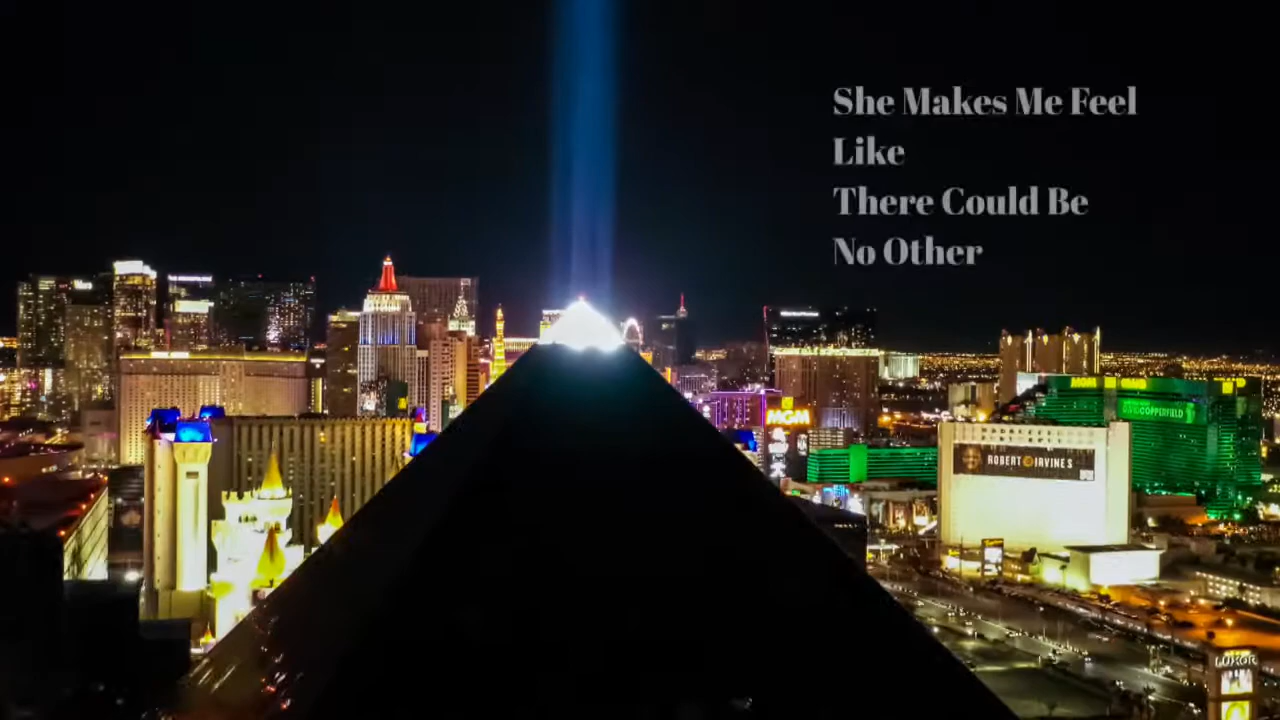 She Makes Me Feel
Like
There Could Be
No Other
MGM
COPPERFIELD
ROBERT IRVINE'S
LUXOR